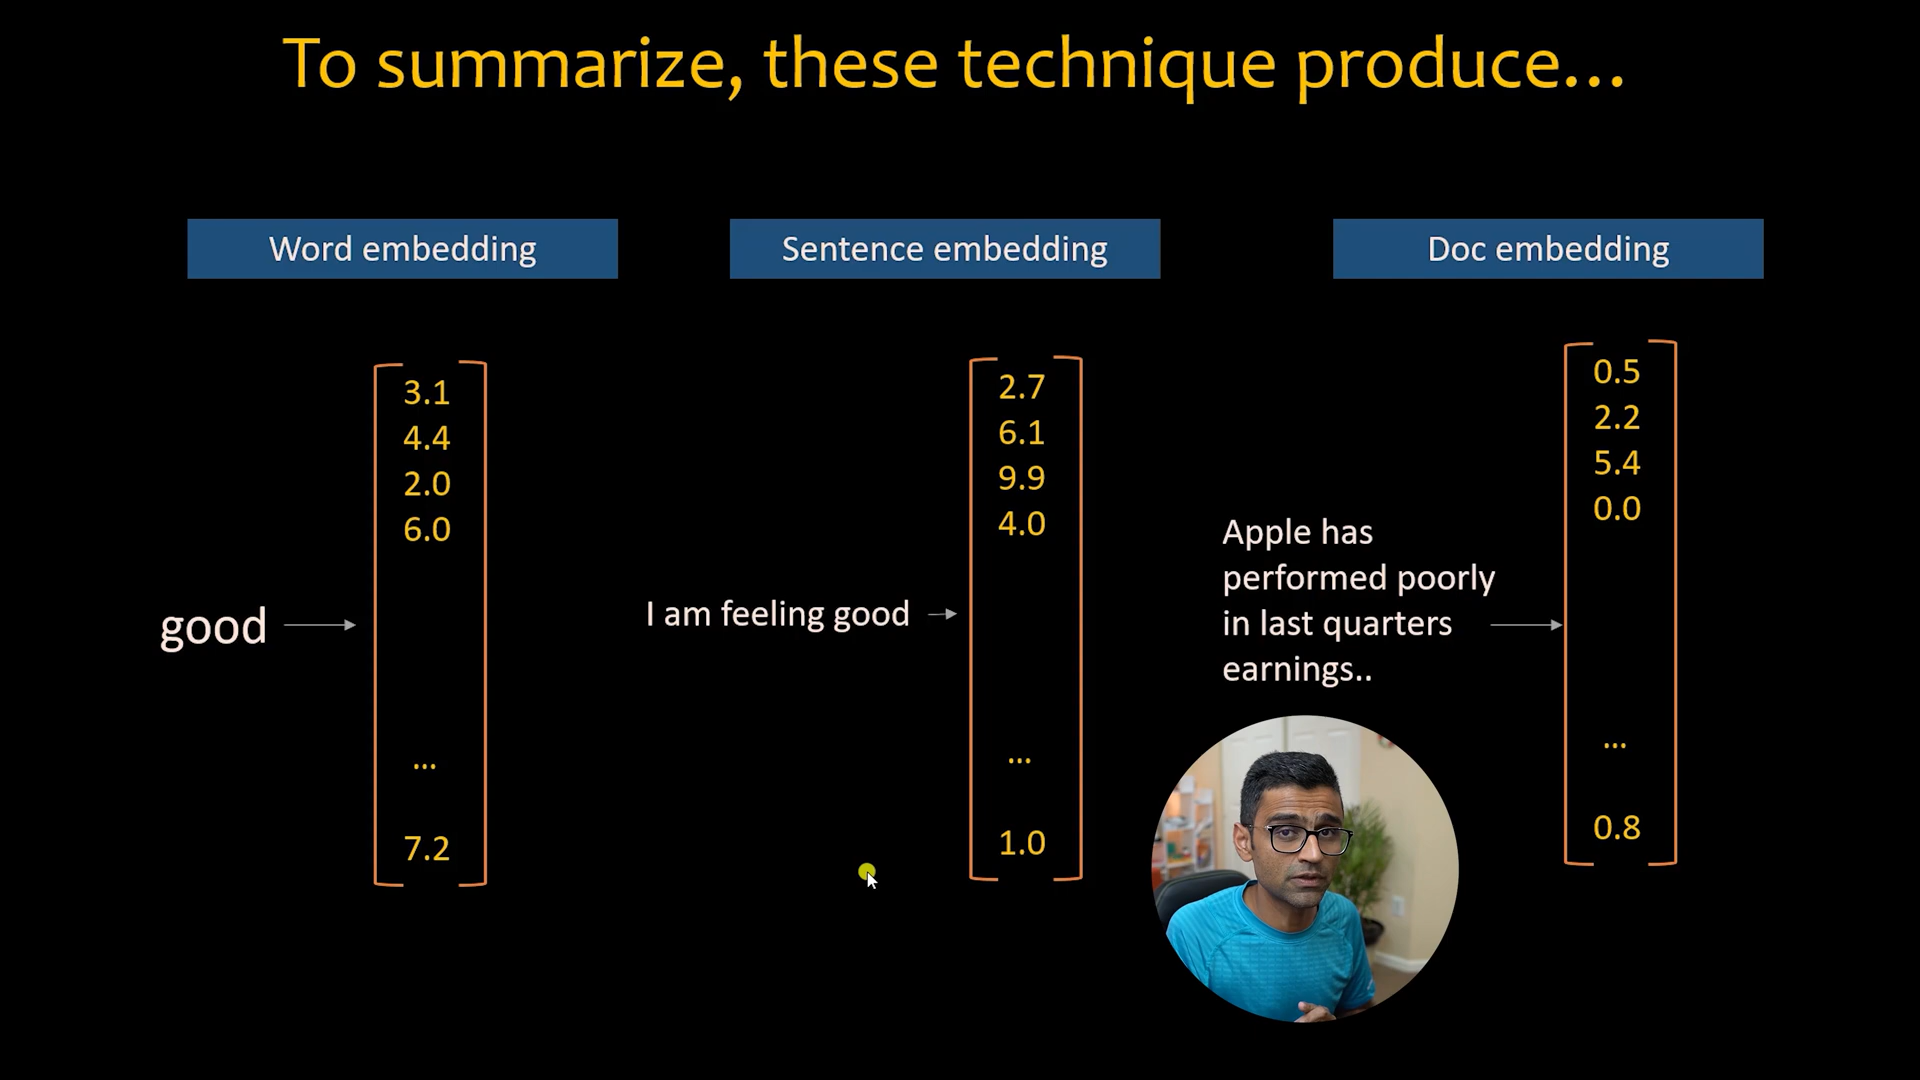 To summarize, these technique produce...
Word embedding
3.1
4.4
2.0
6.0
...
7.2
good
Sentence embedding
2.7
6.1
9.9
4.0
...
1.0
I am feeling good
Doc embedding
0.5
2.2
5.4
0.0
...
0.8
Apple has
performed poorly
in last quarters
earnings..